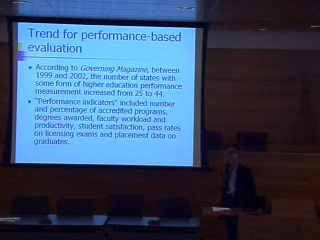 Trend for performance-based
evaluation
According to Governing Magazine, between
1999 and 2002, the number of states with
some form of higher education performance
measurement increased from 25 to 44.
"Performance indicators" included number
and percentage of accredited programs,
degrees awarded, faculty workload and
productivity, student satisfaction, pass rates
on licensing exams and placement data on
graduates.